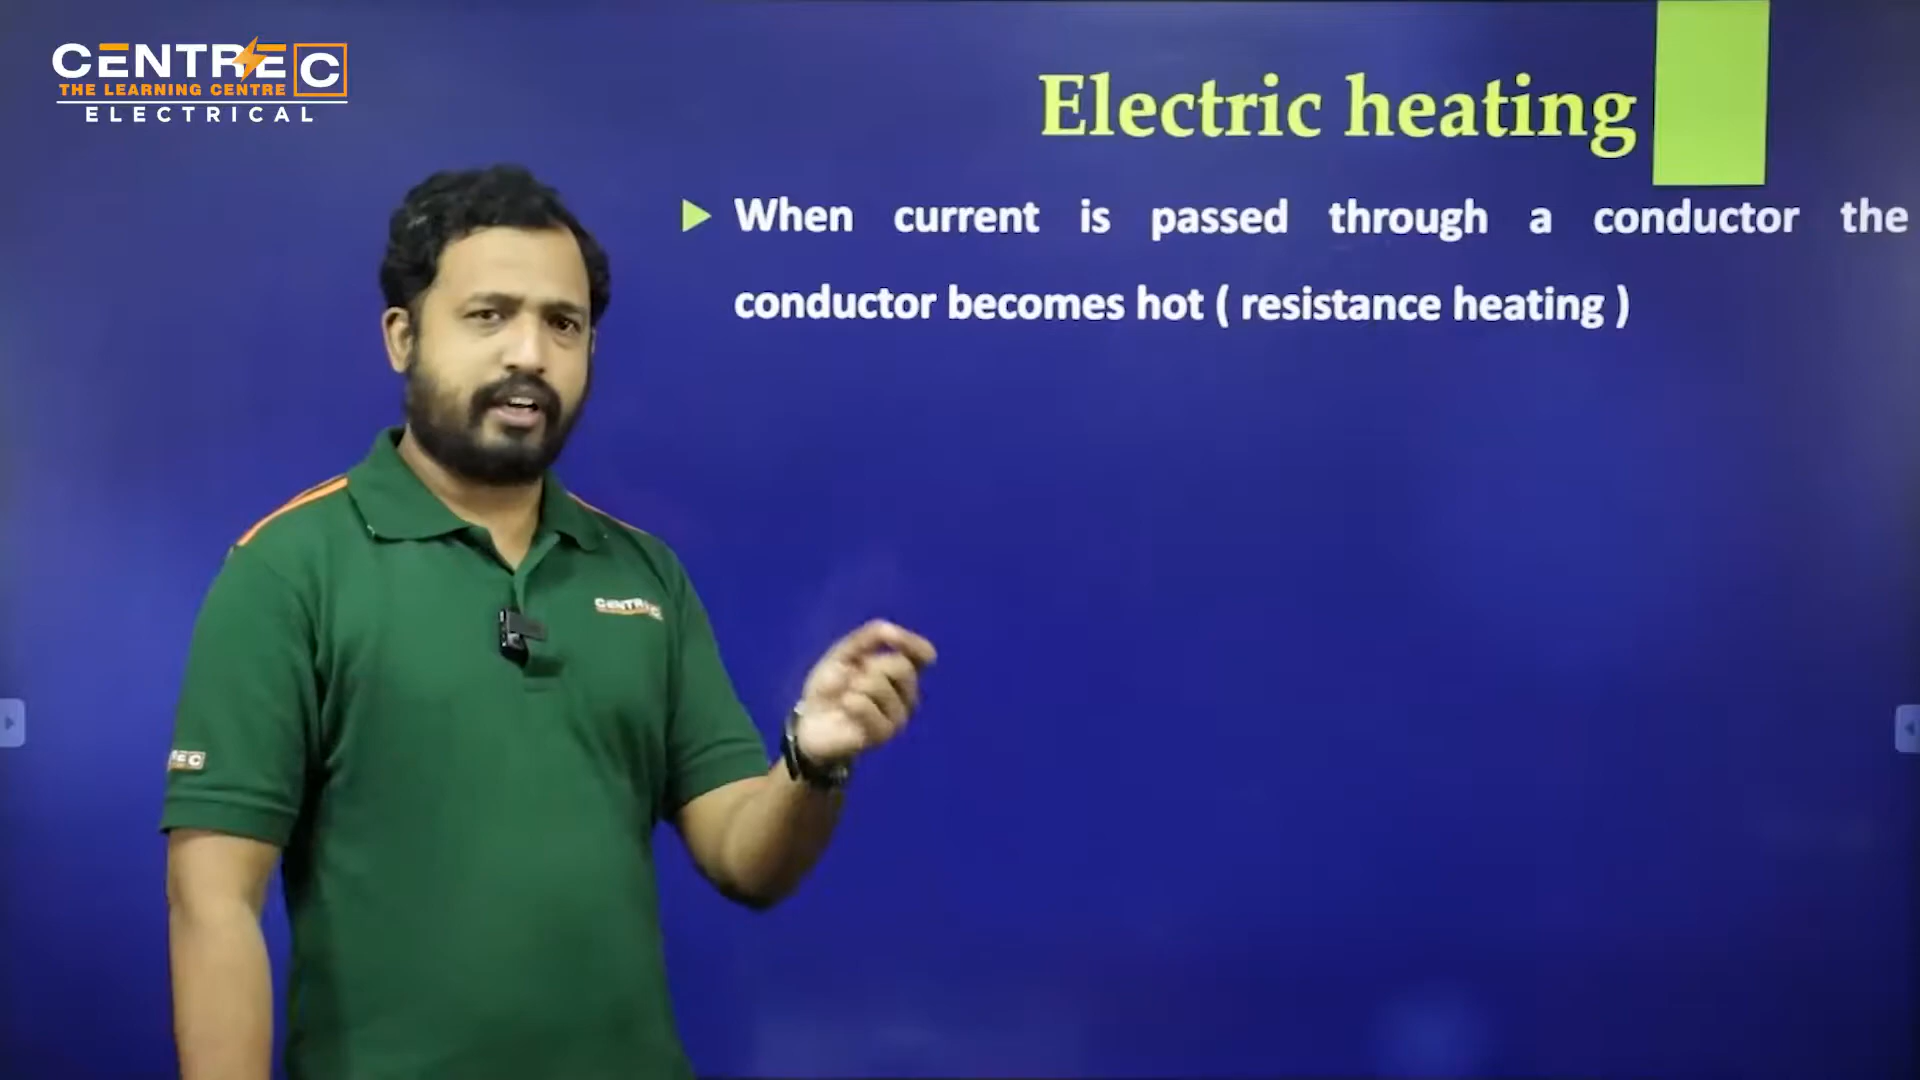 CENTRE C
THE LEARNING CENTRE
ELECTRICAL
Electric heating
When current is passed through a conductor the
conductor becomes hot ( resistance heating )
CENTRE C